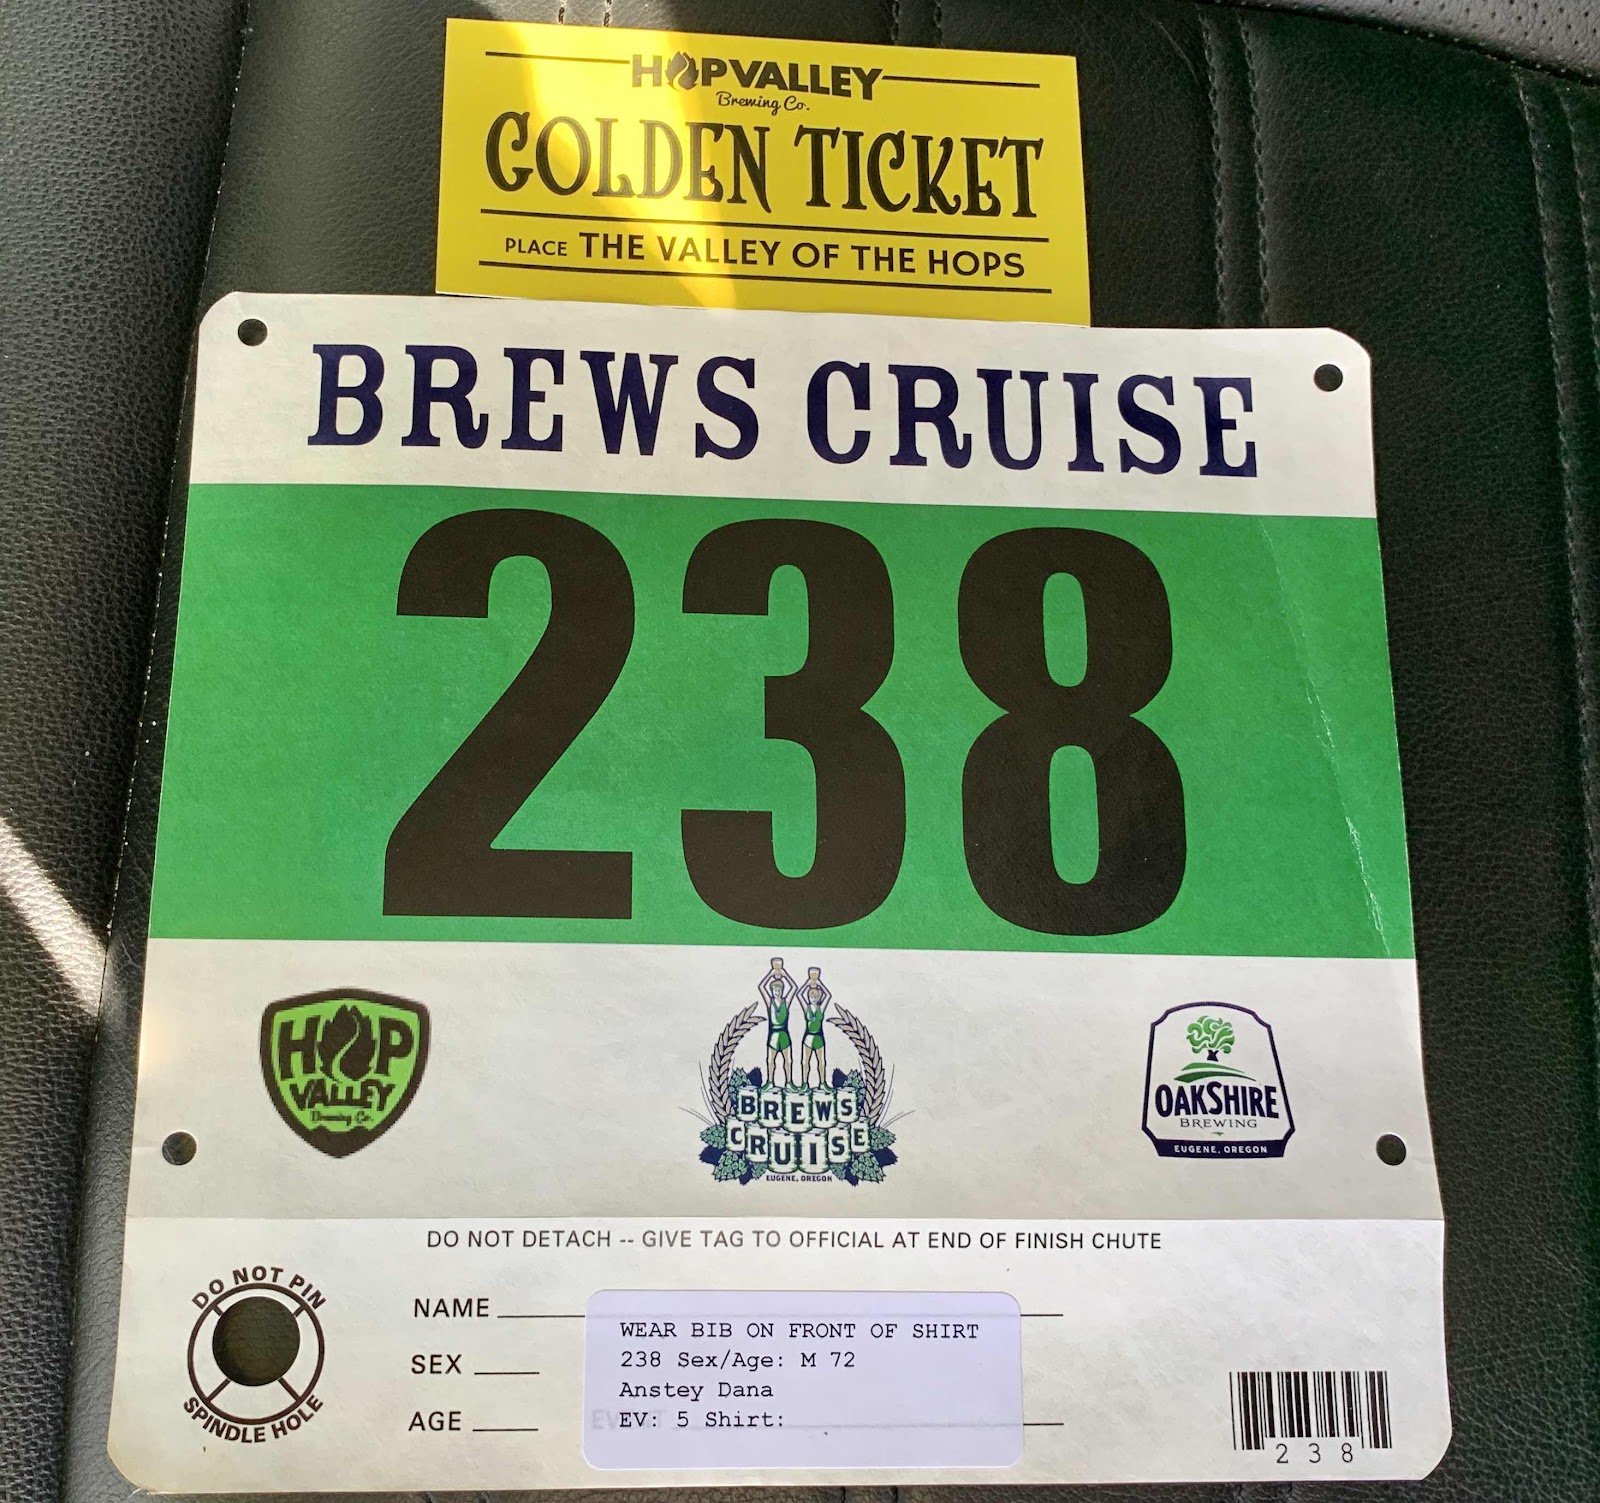 HOPVALLEY
Brewing Co.
GOLDEN TICKET
PLACE THE VALLEY OF THE HOPS
BREWS CRUISE
238
HOP
VALLEY
Brewing Co.
BREWS
CRUISE
EUGENE, OREGON
OAKSHIRE
BREWING
EUGENE, OREGON
DO NOT DETACH -- GIVE TAG TO OFFICIAL AT END OF FINISH CHUTE
DO NOT PIN
SPINDLE HOLE
NAME
SEX
AGE
WEAR BIB ON FRONT OF SHIRT
238 Sex/Age: M 72
Anstey Dana
EV: 5 Shirt:
238